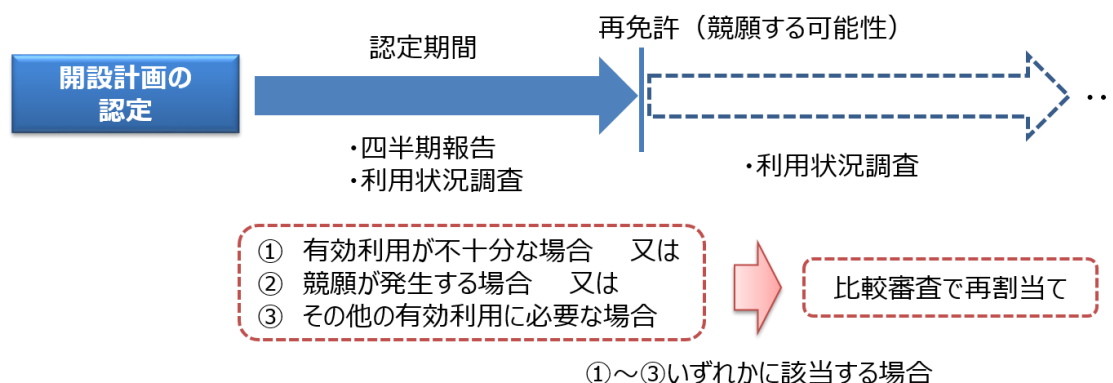 再免許（競願する可能性）
認定期間
開設計画の
認定
・・
・四半期報告
・利用状況調査
・利用状況調査
① 有効利用が不十分な場合　又は
② 競願が発生する場合　又は
③ その他の有効利用に必要な場合
比較審査で再割当て
①～③いずれかに該当する場合